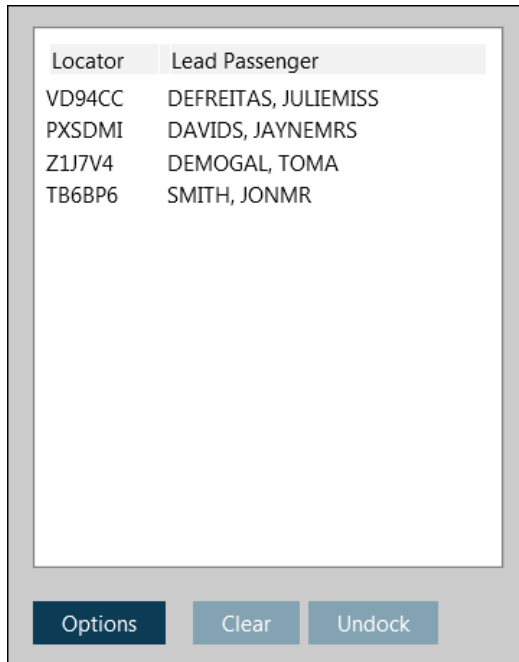 Locator Lead Passenger
VD94CC DEFREITAS, JULIEMISS
PXSDMI DAVIDS, JAYNEMRS
Z1J7V4 DEMOGAL, TOMA
TB6BP6 SMITH, JONMR
Options Clear Undock